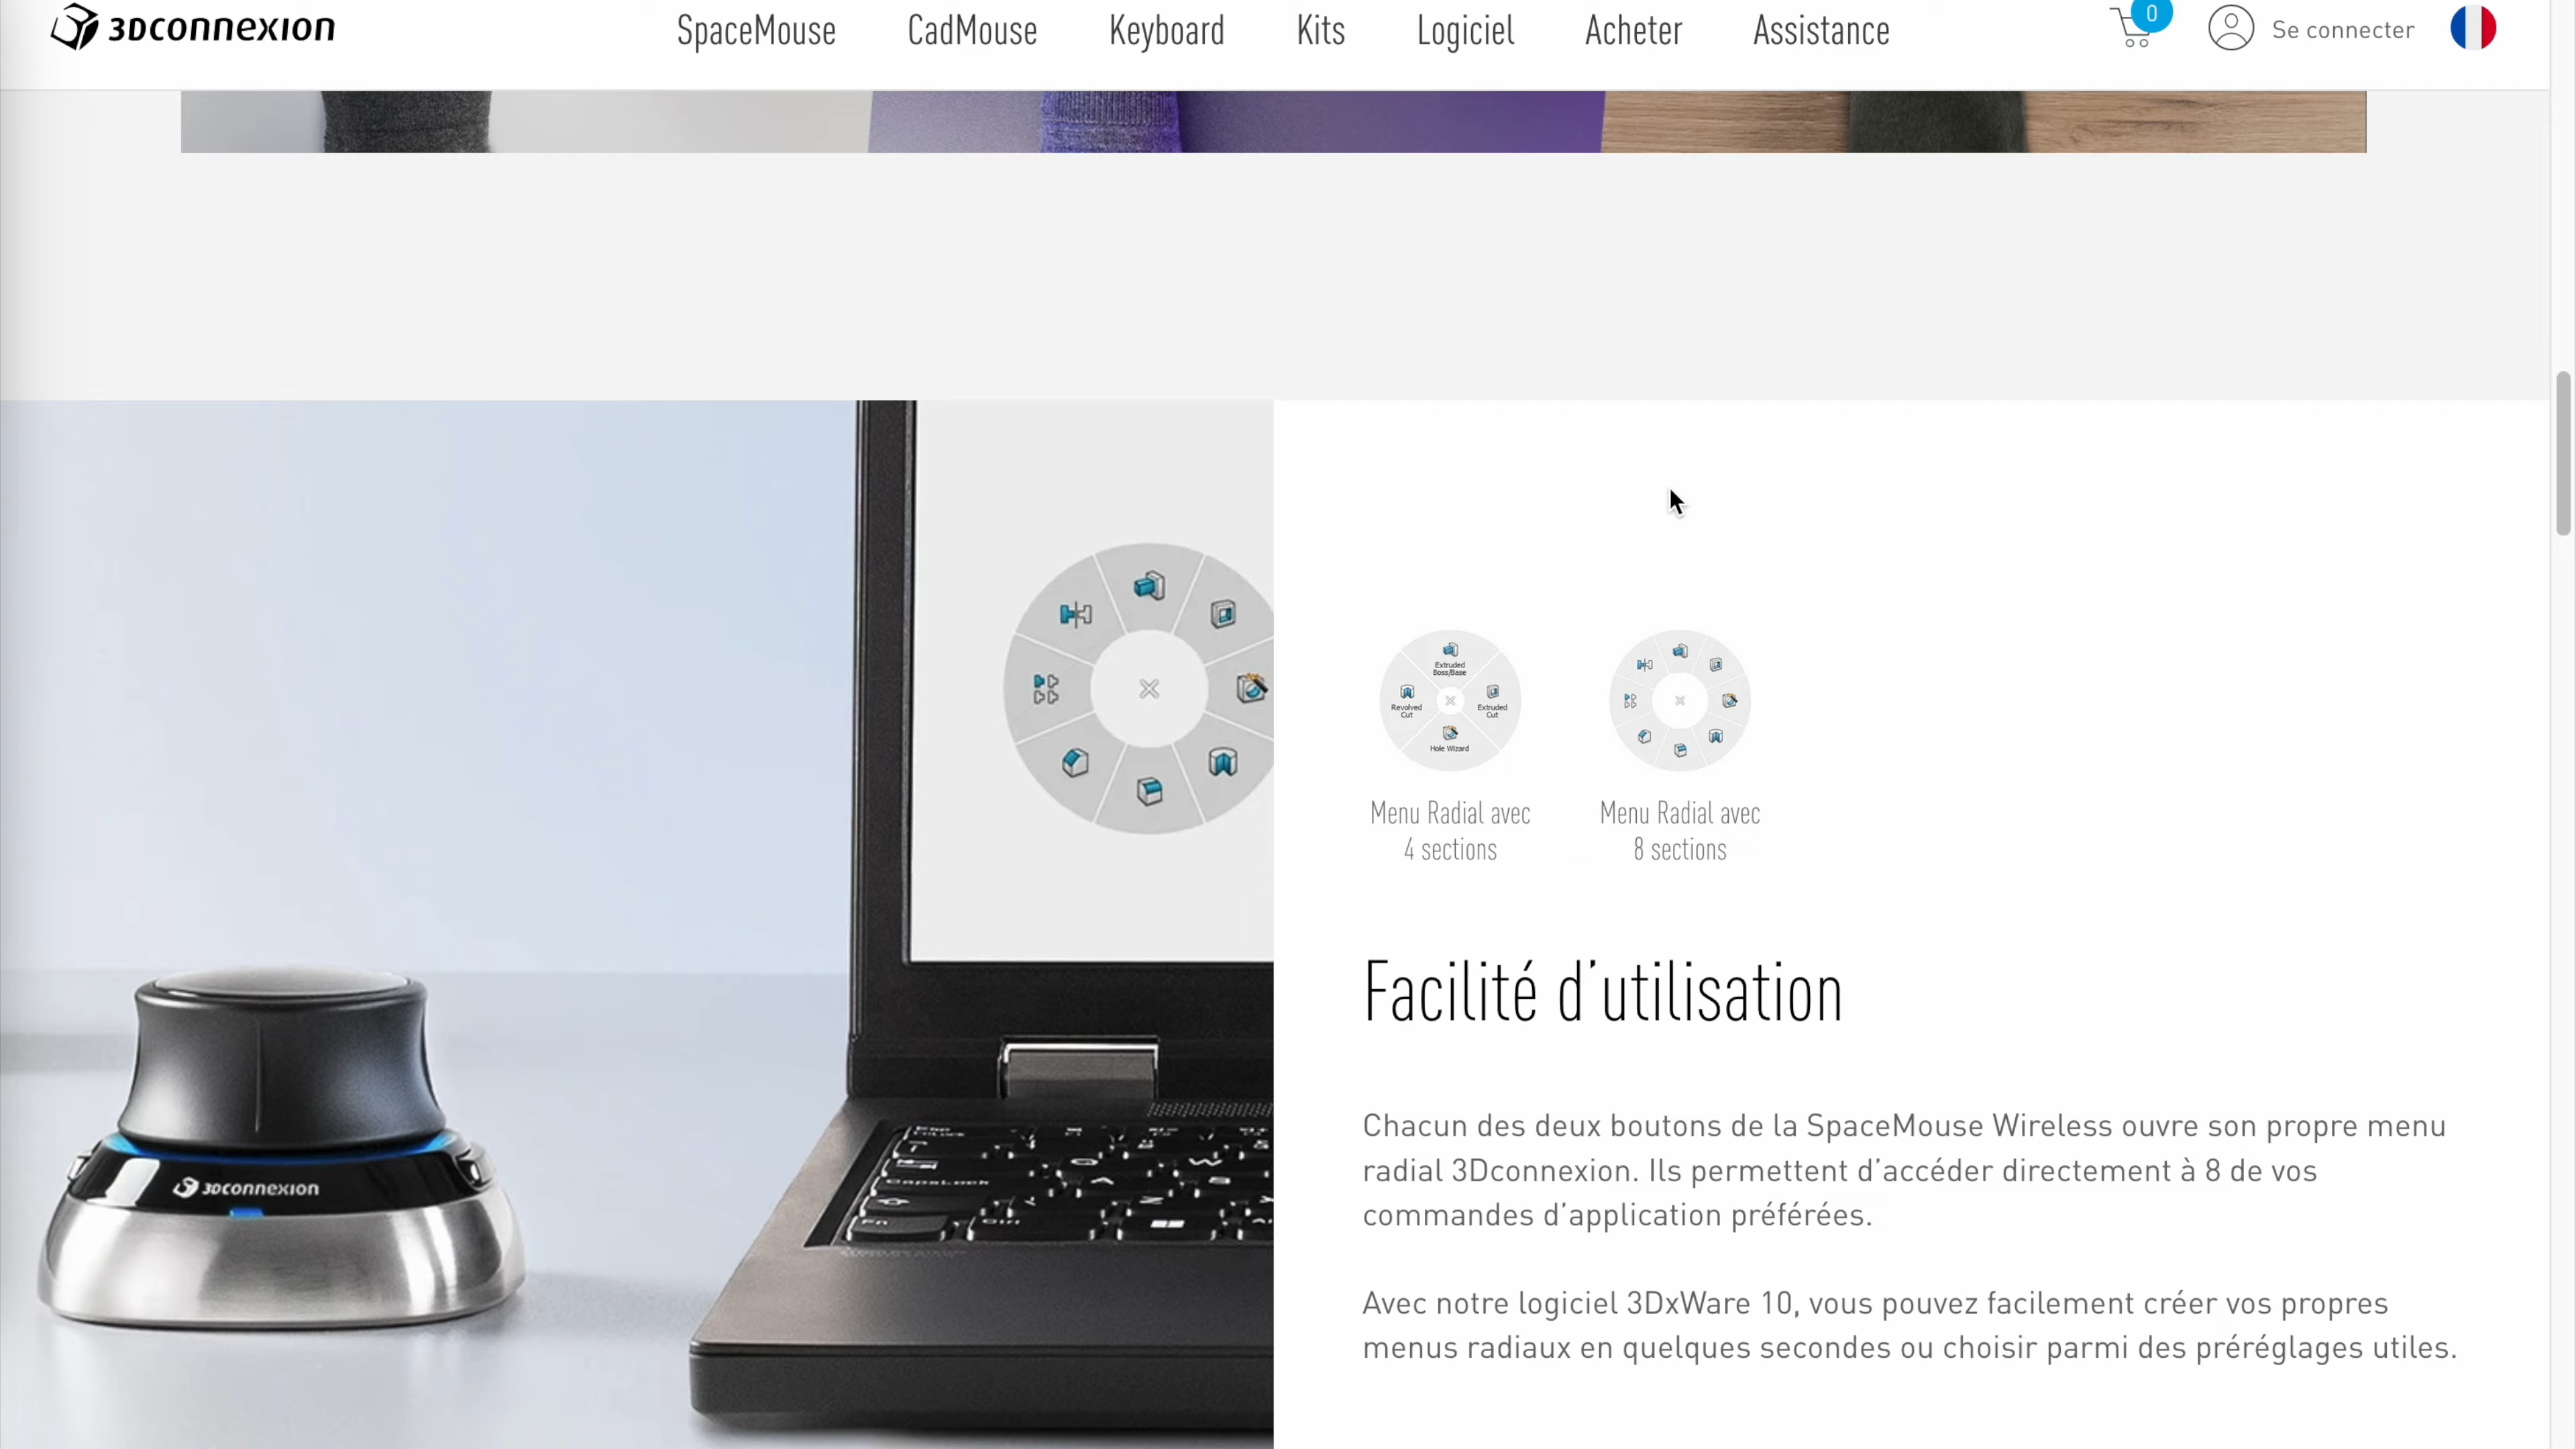 3Dconnexion
SpaceMouse
CadMouse
Keyboard
Kits
Logiciel
Acheter
Assistance
0
Se connecter
3Dconnexion
CapsLock
Fn
Extruded
Boss/Base
Revolved
Cut
Extruded
Cut
Hole Wizard
Menu Radial avec
4 sections
Menu Radial avec
8 sections
Facilité d’utilisation
Chacun des deux boutons de la SpaceMouse Wireless ouvre son propre menu
radial 3Dconnexion. Ils permettent d’accéder directement à 8 de vos
commandes d’application préférées.
Avec notre logiciel 3DxWare 10, vous pouvez facilement créer vos propres
menus radiaux en quelques secondes ou choisir parmi des préréglages utiles.